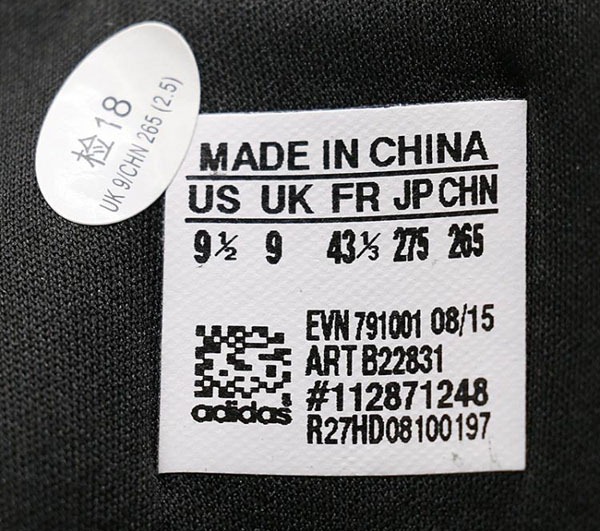 检18
UK 9/CHN 265 (2.5)
MADE IN CHINA
US UK FR JP CHN
9½ 9 43⅓ 275 265
EVN 791001 08/15
ART B22831
#112871248
R27HD08100197
adidas